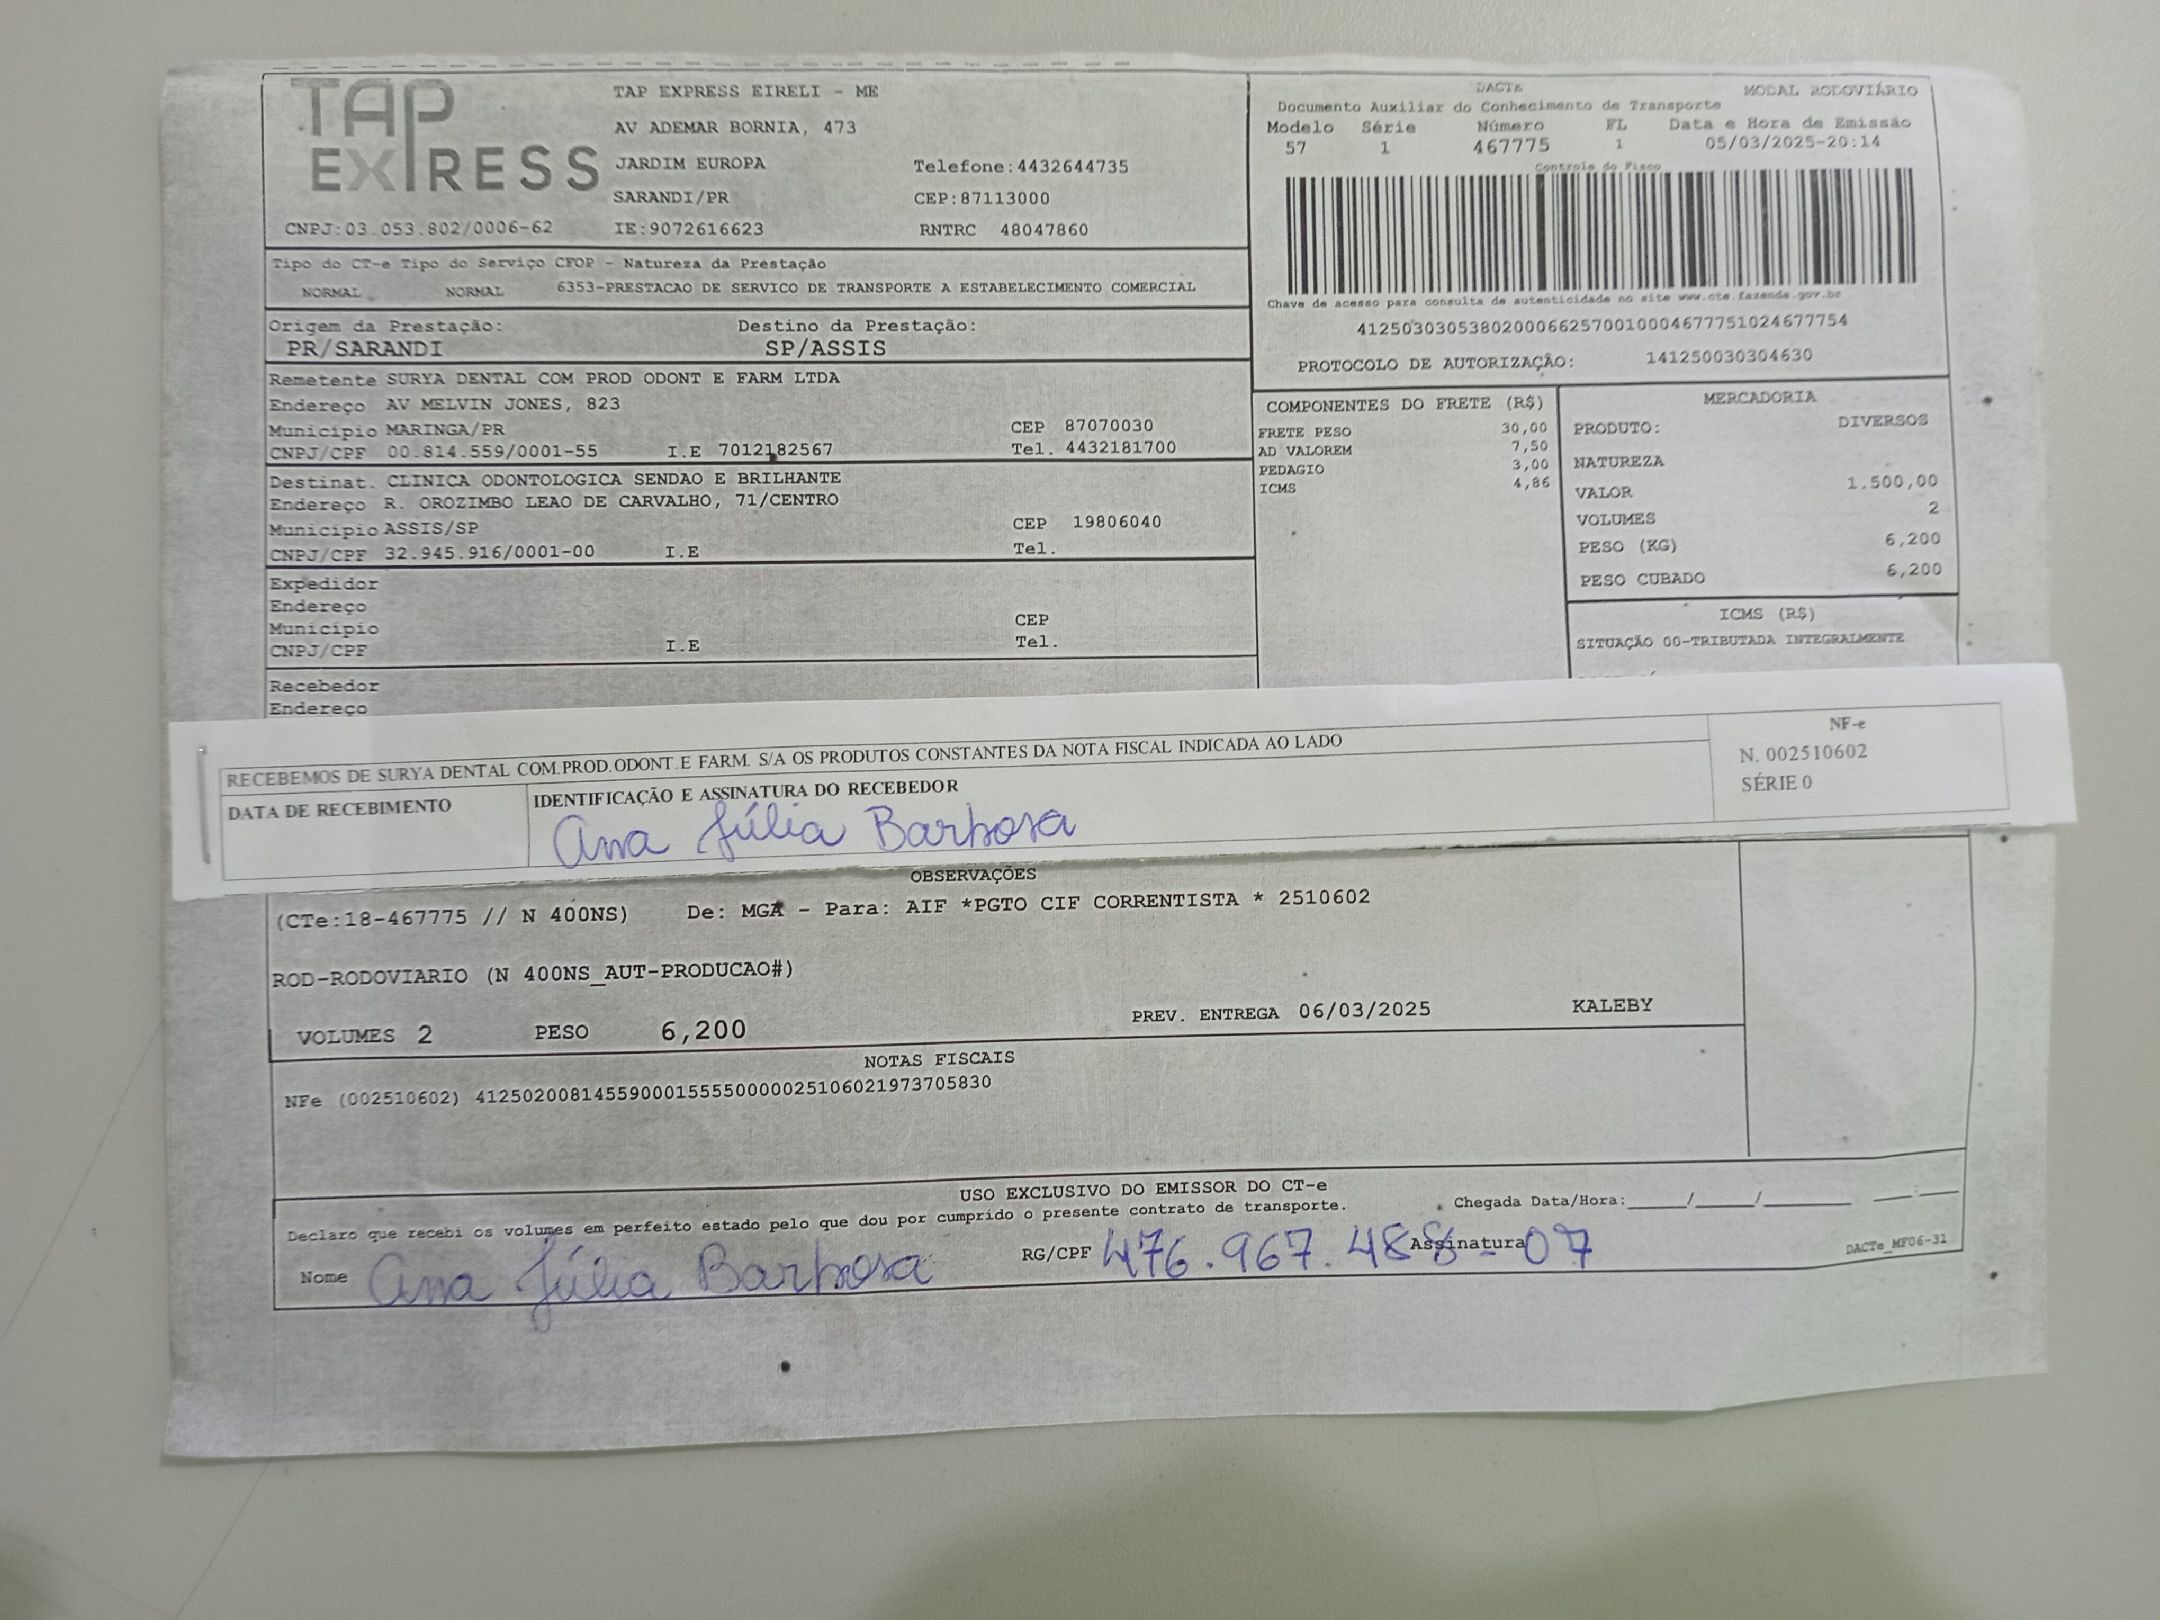 TAP EXPRESS
TAP EXPRESS EIRELI - ME
AV ADEMAR BORNIA, 473
JARDIM EUROPA Telefone:4432644735
SARANDI/PR CEP:87113000
CNPJ:03.053.802/0006-62 IE:9072616623 RNTRC 48047860
DACTE MODAL RODOVIÁRIO
Documento Auxiliar do Conhecimento de Transporte
Modelo Série Número FL Data e Hora de Emissão
57 1 467775 1 05/03/2025-20:14
Controle do Fisco
Chave de acesso para consulta de autenticidade no site www.cte.fazenda.gov.br
41250303053802000662570010004677751024677754
PROTOCOLO DE AUTORIZAÇÃO: 141250030304630
Tipo do CT-e Tipo do Serviço CFOP - Natureza da Prestação
NORMAL NORMAL 6353-PRESTACAO DE SERVICO DE TRANSPORTE A ESTABELECIMENTO COMERCIAL
Origem da Prestação: Destino da Prestação:
PR/SARANDI SP/ASSIS
Remetente SURYA DENTAL COM PROD ODONT E FARM LTDA
Endereço AV MELVIN JONES, 823
Município MARINGA/PR CEP 87070030
CNPJ/CPF 00.814.559/0001-55 I.E 7012182567 Tel. 4432181700
Destinat. CLINICA ODONTOLOGICA SENDAO E BRILHANTE
Endereço R. OROZIMBO LEAO DE CARVALHO, 71/CENTRO
Município ASSIS/SP CEP 19806040
CNPJ/CPF 32.945.916/0001-00 I.E Tel.
Expedidor
Endereço
Município CEP
CNPJ/CPF I.E Tel.
Recebedor
Endereço
COMPONENTES DO FRETE (R$)
FRETE PESO 30,00
AD VALOREM 7,50
PEDAGIO 3,00
ICMS 4,86
MERCADORIA
PRODUTO: DIVERSOS
NATUREZA
VALOR 1.500,00
VOLUMES 2
PESO (KG) 6,200
PESO CUBADO 6,200
ICMS (R$)
SITUAÇÃO 00-TRIBUTADA INTEGRALMENTE
RECEBEMOS DE SURYA DENTAL COM.PROD.ODONT.E FARM. S/A OS PRODUTOS CONSTANTES DA NOTA FISCAL INDICADA AO LADO
DATA DE RECEBIMENTO IDENTIFICAÇÃO E ASSINATURA DO RECEBEDOR
Ana Júlia Barbosa
NF-e
N. 002510602
SÉRIE 0
OBSERVAÇÕES
(CTe:18-467775 // N 400NS) De: MGA - Para: AIF *PGTO CIF CORRENTISTA * 2510602
ROD-RODOVIARIO (N 400NS_AUT-PRODUCAO#)
VOLUMES 2 PESO 6,200 PREV. ENTREGA 06/03/2025 KALEBY
NOTAS FISCAIS
NFe (002510602) 41250200814559000155550000025106021973705830
USO EXCLUSIVO DO EMISSOR DO CT-e
Declaro que recebi os volumes em perfeito estado pelo que dou por cumprido o presente contrato de transporte. Chegada Data/Hora:_____/_____/________ ___:___
Nome Ana Júlia Barbosa RG/CPF 476.967.488-07 Assinatura DACTe_MF06-31